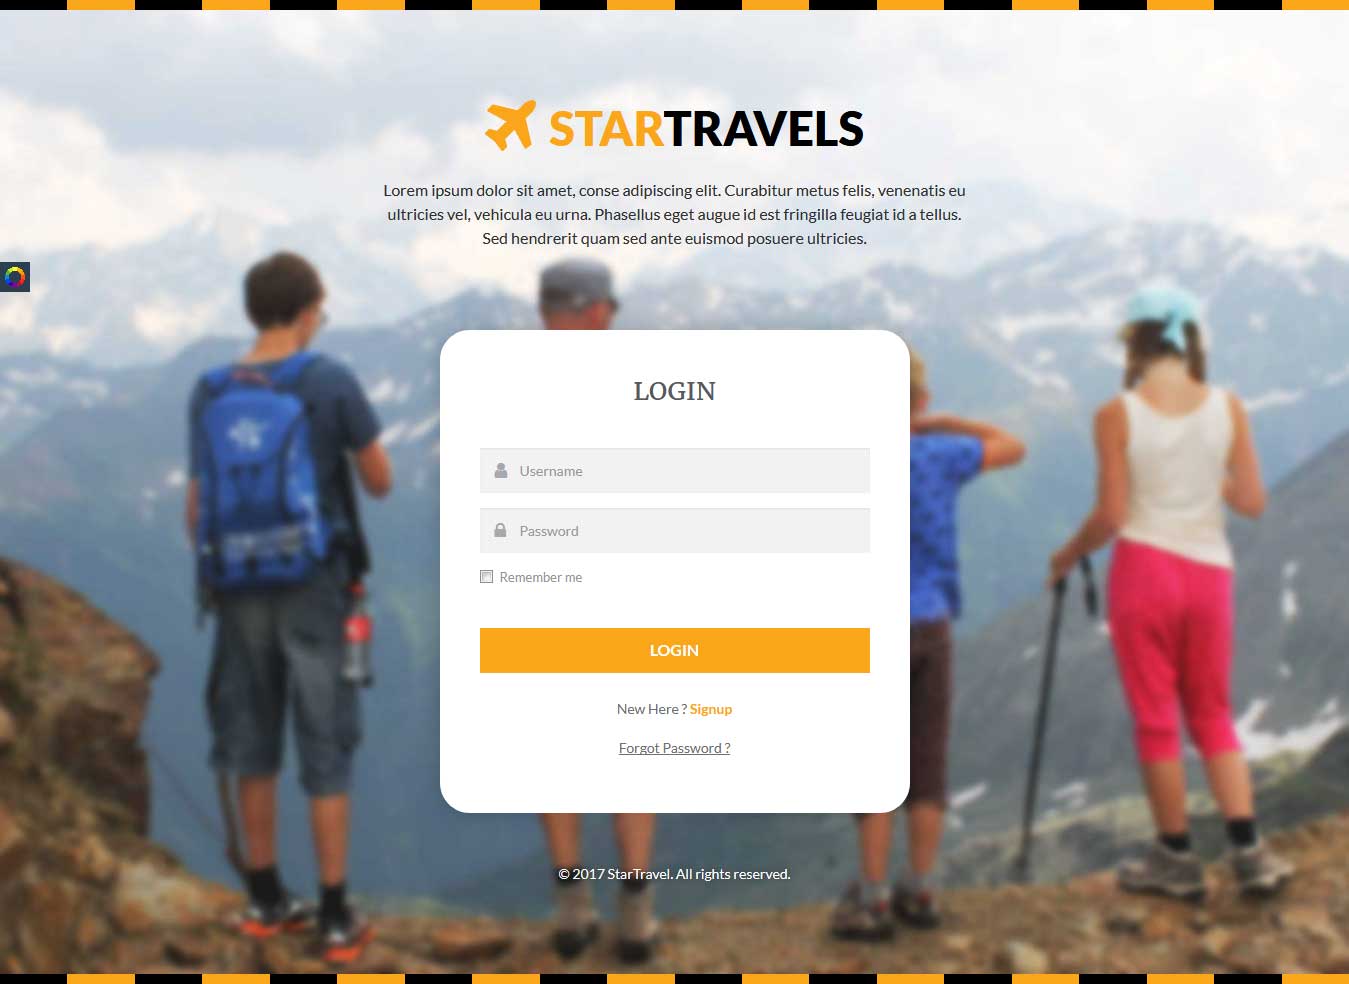 STARTRAVELS
Lorem ipsum dolor sit amet, conse adipiscing elit. Curabitur metus felis, venenatis eu
ultricies vel, vehicula eu urna. Phasellus eget augue id est fringilla feugiat id a tellus.
Sed hendrerit quam sed ante euismod posuere ultricies.
LOGIN
Username
Password
Remember me
LOGIN
New Here ? Signup
Forgot Password ?
© 2017 StarTravel. All rights reserved.